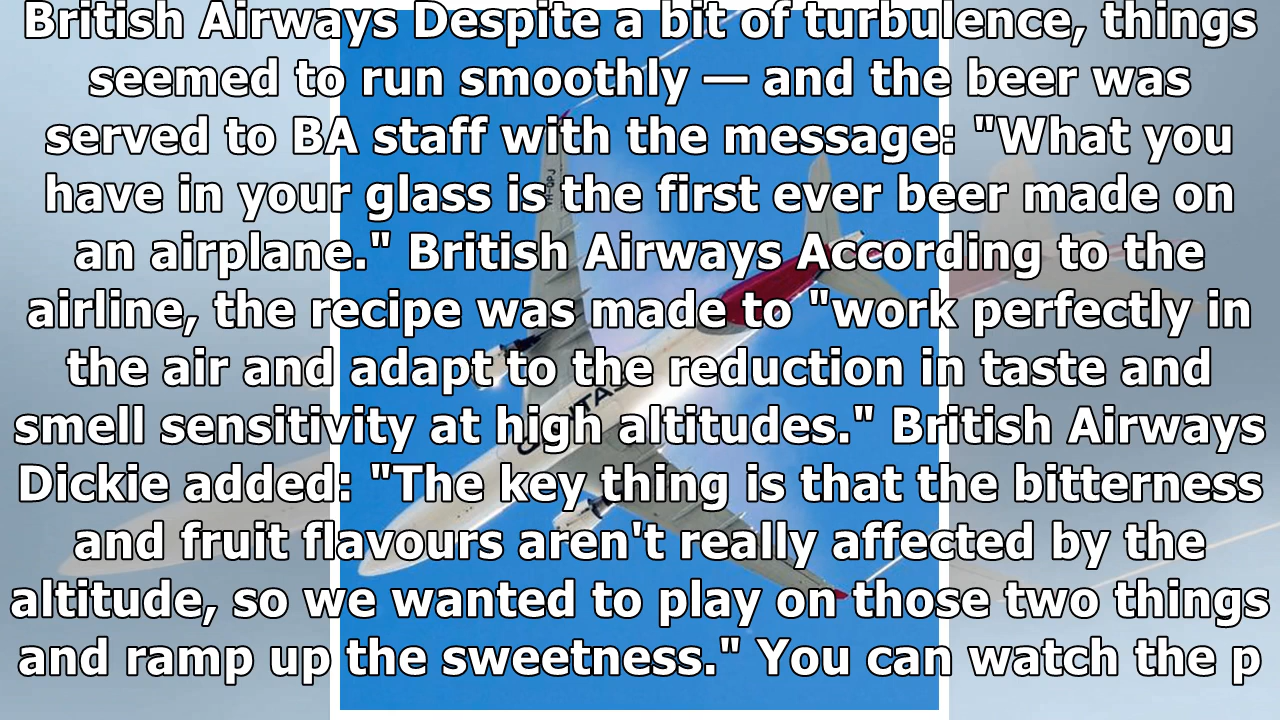 British Airways Despite a bit of turbulence, things
seemed to run smoothly — and the beer was
served to BA staff with the message: "What you
have in your glass is the first ever beer made on
an airplane." British Airways According to the
airline, the recipe was made to "work perfectly in
the air and adapt to the reduction in taste and
smell sensitivity at high altitudes." British Airways
Dickie added: "The key thing is that the bitterness
and fruit flavours aren't really affected by the
altitude, so we wanted to play on those two things
and ramp up the sweetness." You can watch the p